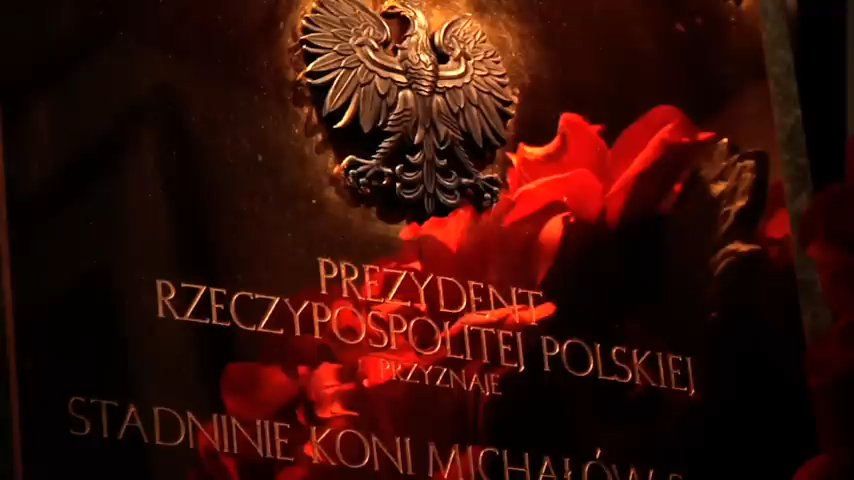 PREZYDENT
RZECZYPOSPOLITEJ POLSKIEJ
PRZYZNAJE
STADNINIE KONI MICHAŁÓW